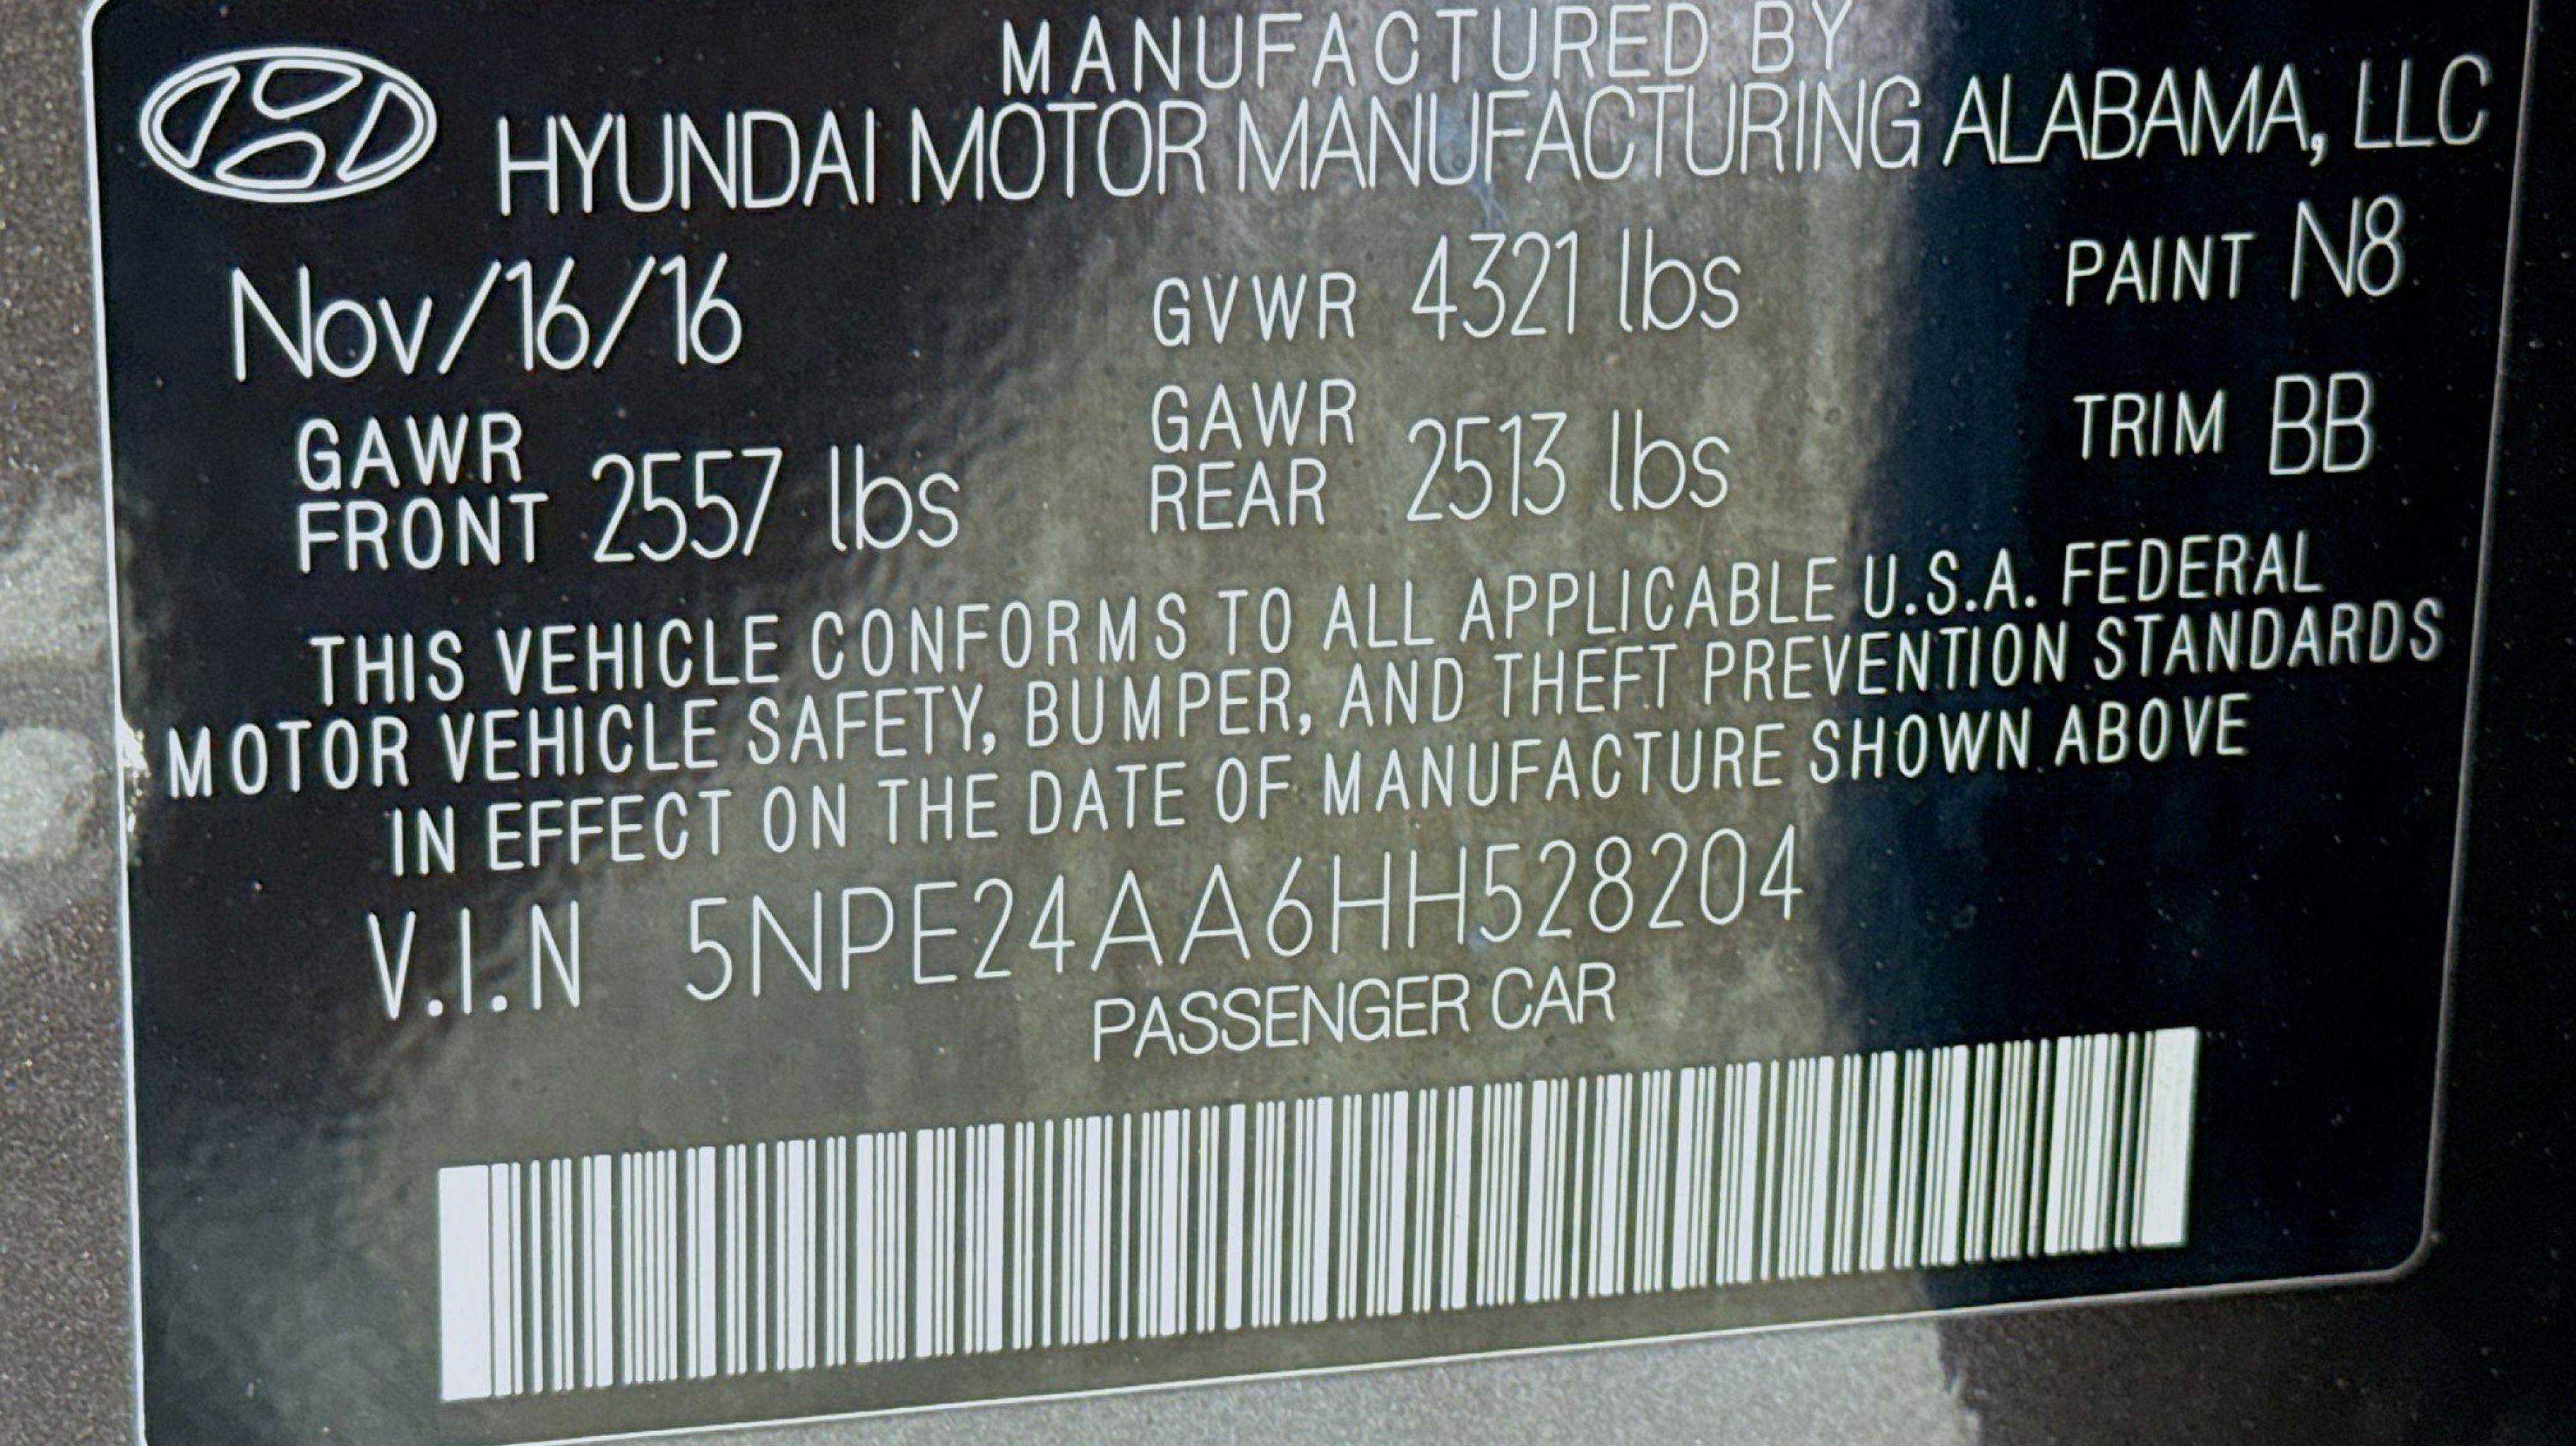 MANUFACTURED BY
HYUNDAI MOTOR MANUFACTURING ALABAMA, LLC
Nov/16/16 GVWR 4321 lbs PAINT N8
GAWR FRONT 2557 lbs GAWR REAR 2513 lbs TRIM BB
THIS VEHICLE CONFORMS TO ALL APPLICABLE U.S.A. FEDERAL
MOTOR VEHICLE SAFETY, BUMPER, AND THEFT PREVENTION STANDARDS
IN EFFECT ON THE DATE OF MANUFACTURE SHOWN ABOVE
V.I.N 5NPE24AA6HH528204
PASSENGER CAR